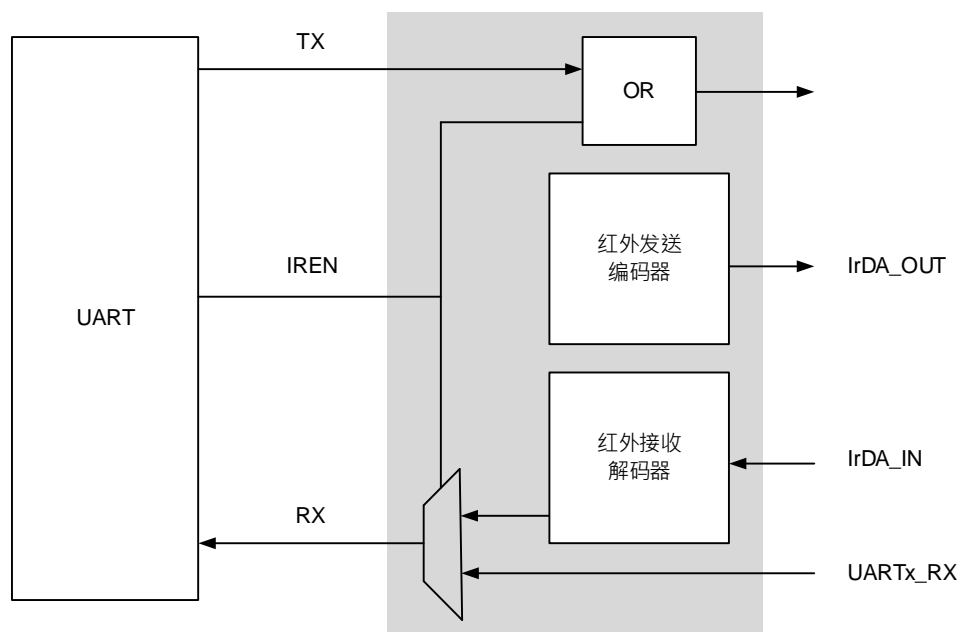 TX
OR
红外发送
编码器
IREN
IrDA_OUT
UART
红外接收
解码器
IrDA_IN
RX
UARTx_RX